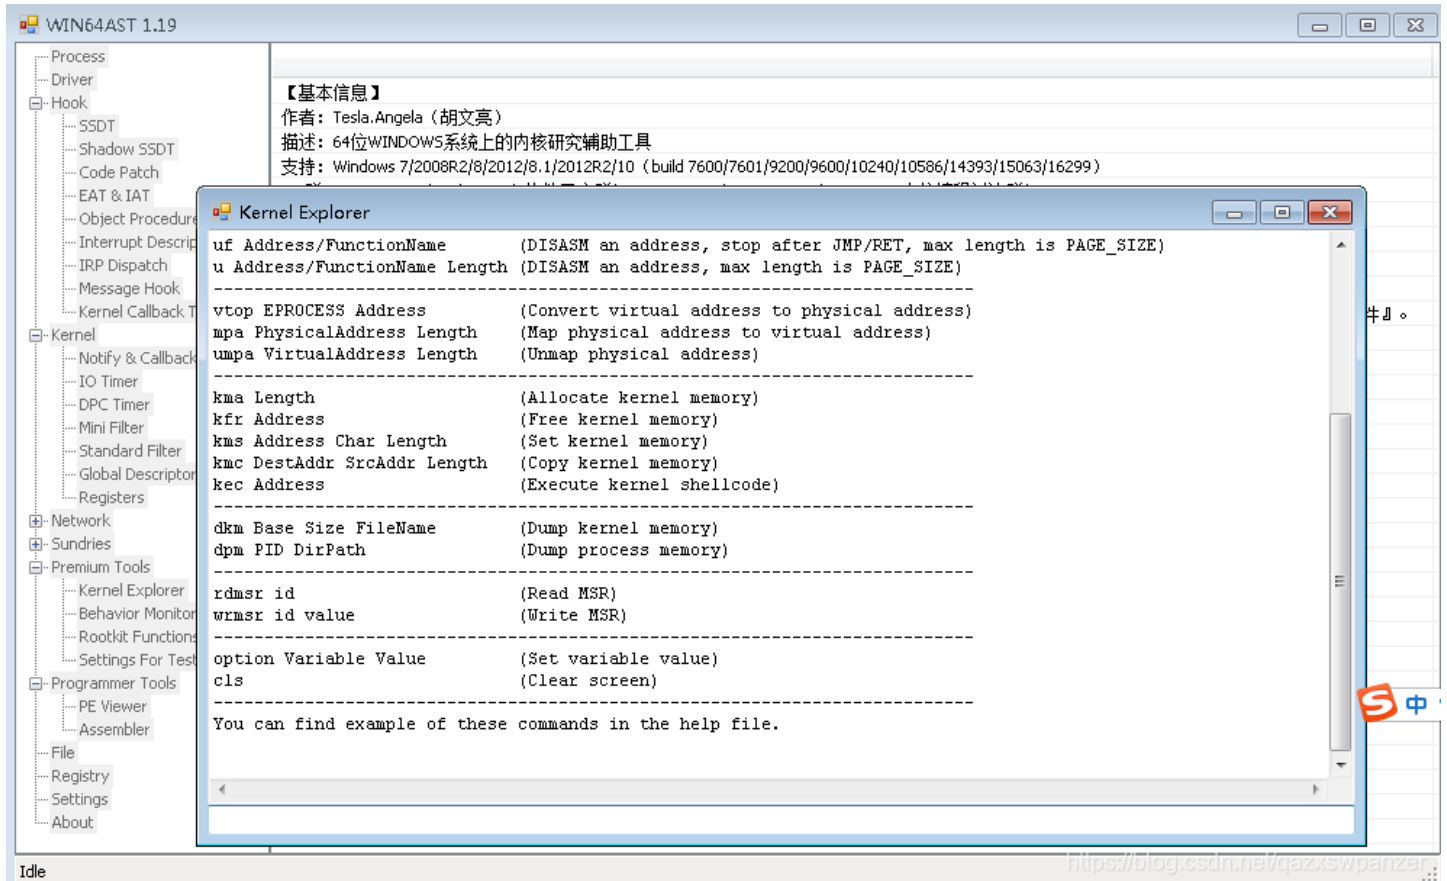 WIN64AST 1.19
Process
Driver
Hook
SSDT
Shadow SSDT
Code Patch
EAT & IAT
Object Procedure
Interrupt Descrip
IRP Dispatch
Message Hook
Kernel Callback T
Kernel
Notify & Callback
IO Timer
DPC Timer
Mini Filter
Standard Filter
Global Descriptor
Registers
Network
Sundries
Premium Tools
Kernel Explorer
Behavior Monitor
Rootkit Functions
Settings For Test
Programmer Tools
PE Viewer
Assembler
File
Registry
Settings
About
【基本信息】
作者：Tesla.Angela（胡文亮）
描述：64位WINDOWS系统上的内核研究辅助工具
支持：Windows 7/2008R2/8/2012/8.1/2012R2/10（build 7600/7601/9200/9600/10240/10586/14393/15063/16299）
件』。
Kernel Explorer
uf Address/FunctionName (DISASM an address, stop after JMP/RET, max length is PAGE_SIZE)
u Address/FunctionName Length (DISASM an address, max length is PAGE_SIZE)
--------------------------------------------------------------------------
vtop EPROCESS Address (Convert virtual address to physical address)
mpa PhysicalAddress Length (Map physical address to virtual address)
umpa VirtualAddress Length (Unmap physical address)
--------------------------------------------------------------------------
kma Length (Allocate kernel memory)
kfr Address (Free kernel memory)
kms Address Char Length (Set kernel memory)
kmc DestAddr SrcAddr Length (Copy kernel memory)
kec Address (Execute kernel shellcode)
--------------------------------------------------------------------------
dkm Base Size FileName (Dump kernel memory)
dpm PID DirPath (Dump process memory)
--------------------------------------------------------------------------
rdmsr id (Read MSR)
wrmsr id value (Write MSR)
--------------------------------------------------------------------------
option Variable Value (Set variable value)
cls (Clear screen)
--------------------------------------------------------------------------
You can find example of these commands in the help file.
中
Idle
https://blog.csdn.net/qazxswpanzer